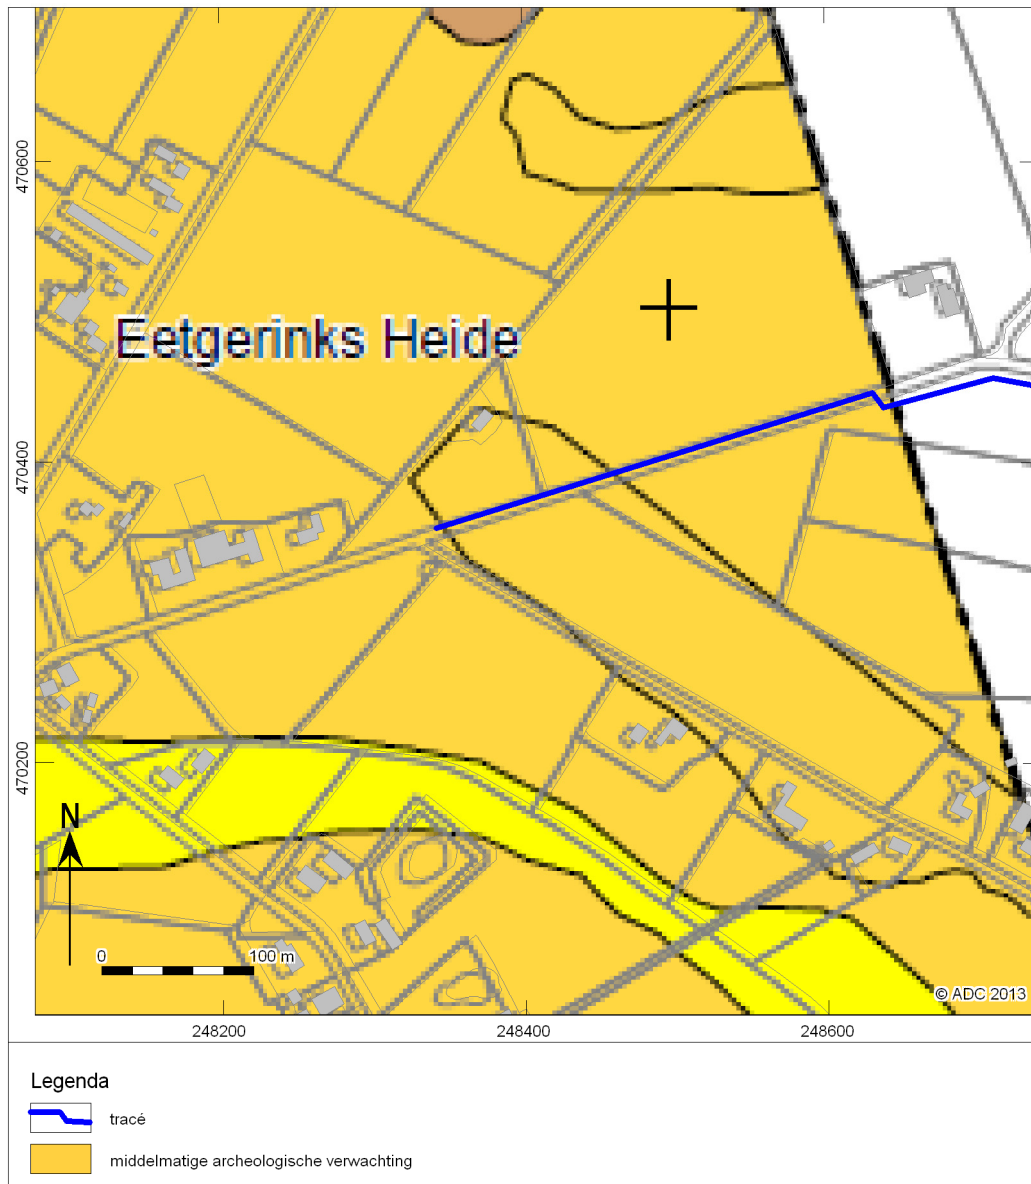 470600
Eetgerinks Heide
470400
470200
N
0 100 m
© ADC 2013
248200 248400 248600
Legenda
tracé
middelmatige archeologische verwachting